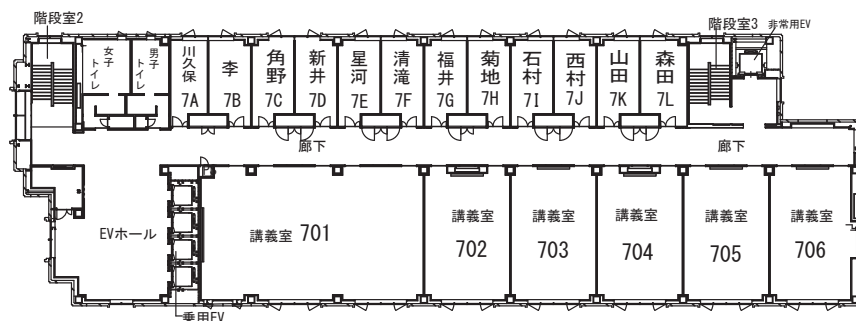 階段室2
階段室3
非常用EV
女子トイレ
男子トイレ
川久保
7A
李
7B
角野
7C
新井
7D
星河
7E
清滝
7F
福井
7G
菊地
7H
石村
7I
西村
7J
山田
7K
森田
7L
廊下
廊下
EVホール
講義室 701
講義室
702
講義室
703
講義室
704
講義室
705
講義室
706
乗用EV